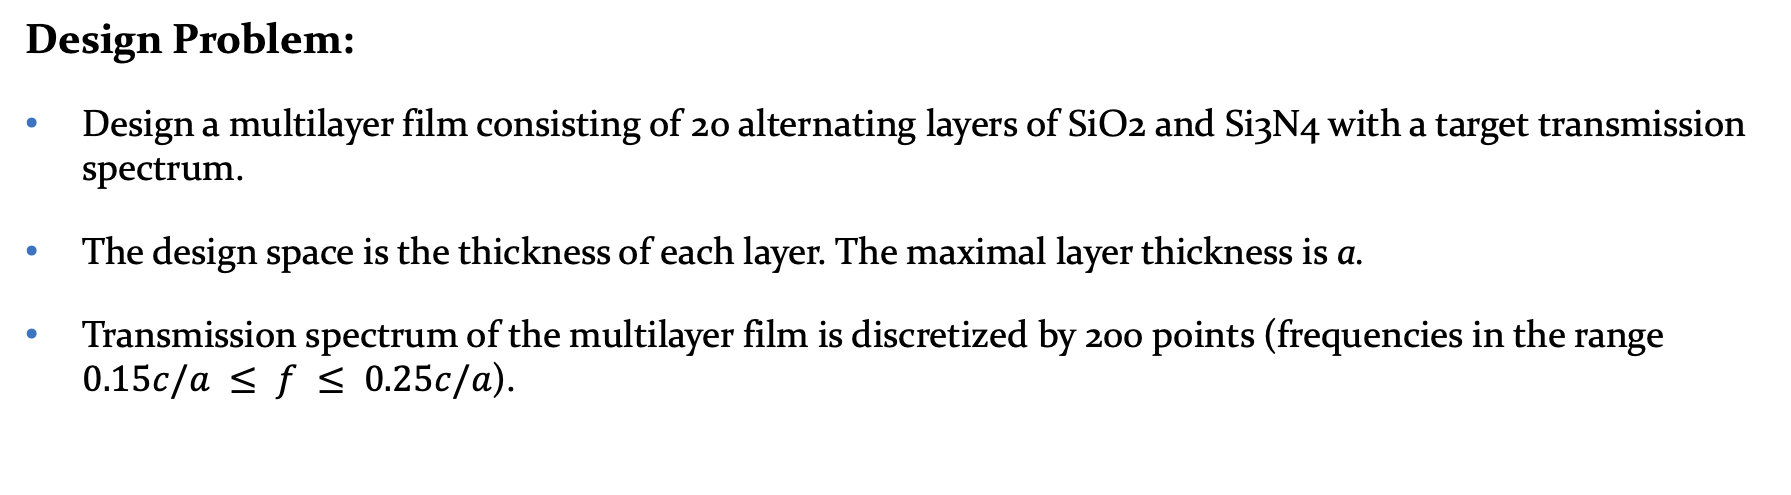 Design Problem:
• Design a multilayer film consisting of 20 alternating layers of SiO2 and Si3N4 with a target transmission
spectrum.
• The design space is the thickness of each layer. The maximal layer thickness is a.
• Transmission spectrum of the multilayer film is discretized by 200 points (frequencies in the range
0.15c/a ≤ f ≤ 0.25c/a).